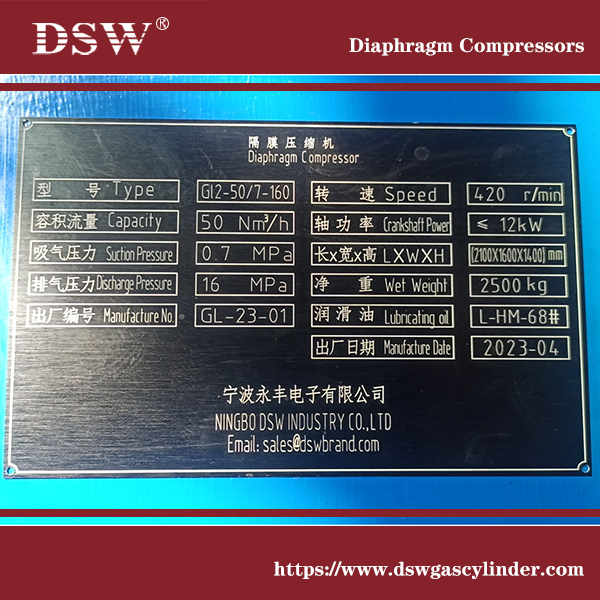 DSW®
Diaphragm Compressors
隔膜压缩机
Diaphragm Compressor
型 号 Type Gl2-50/7-160
容积流量 Capacity 50 Nm³/h
吸气压力 Suction Pressure 0.7 MPa
排气压力 Discharge Pressure 16 MPa
出厂编号 Manufacture No. GL-23-01
转 速 Speed 420 r/min
轴功率 Crankshaft Power ≤ 12kW
长x宽x高 LXWXH (2100X1600X1400) mm
净 重 Wet Weight 2500kg
润滑油 Lubricating oil L-HM-68#
出厂日期 Manufacture Date 2023-04
宁波永丰电子有限公司
NINGBO DSW INDUSTRY CO.,LTD
Email: sales@dswbrand.com
https://www.dswgascylinder.com